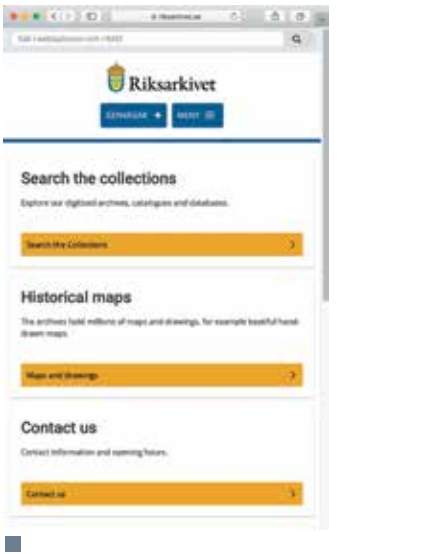 riksarkivet.se
Riksarkivet
GENVÄGAR
MENY
Search the collections
Explore our digitised archives, catalogues and databases.
Search the Collections
Historical maps
The archives hold millions of maps and drawings, for example beatiful hand-
drawn maps.
Maps and drawings
Contact us
Contact information and opening hours.
Contact us